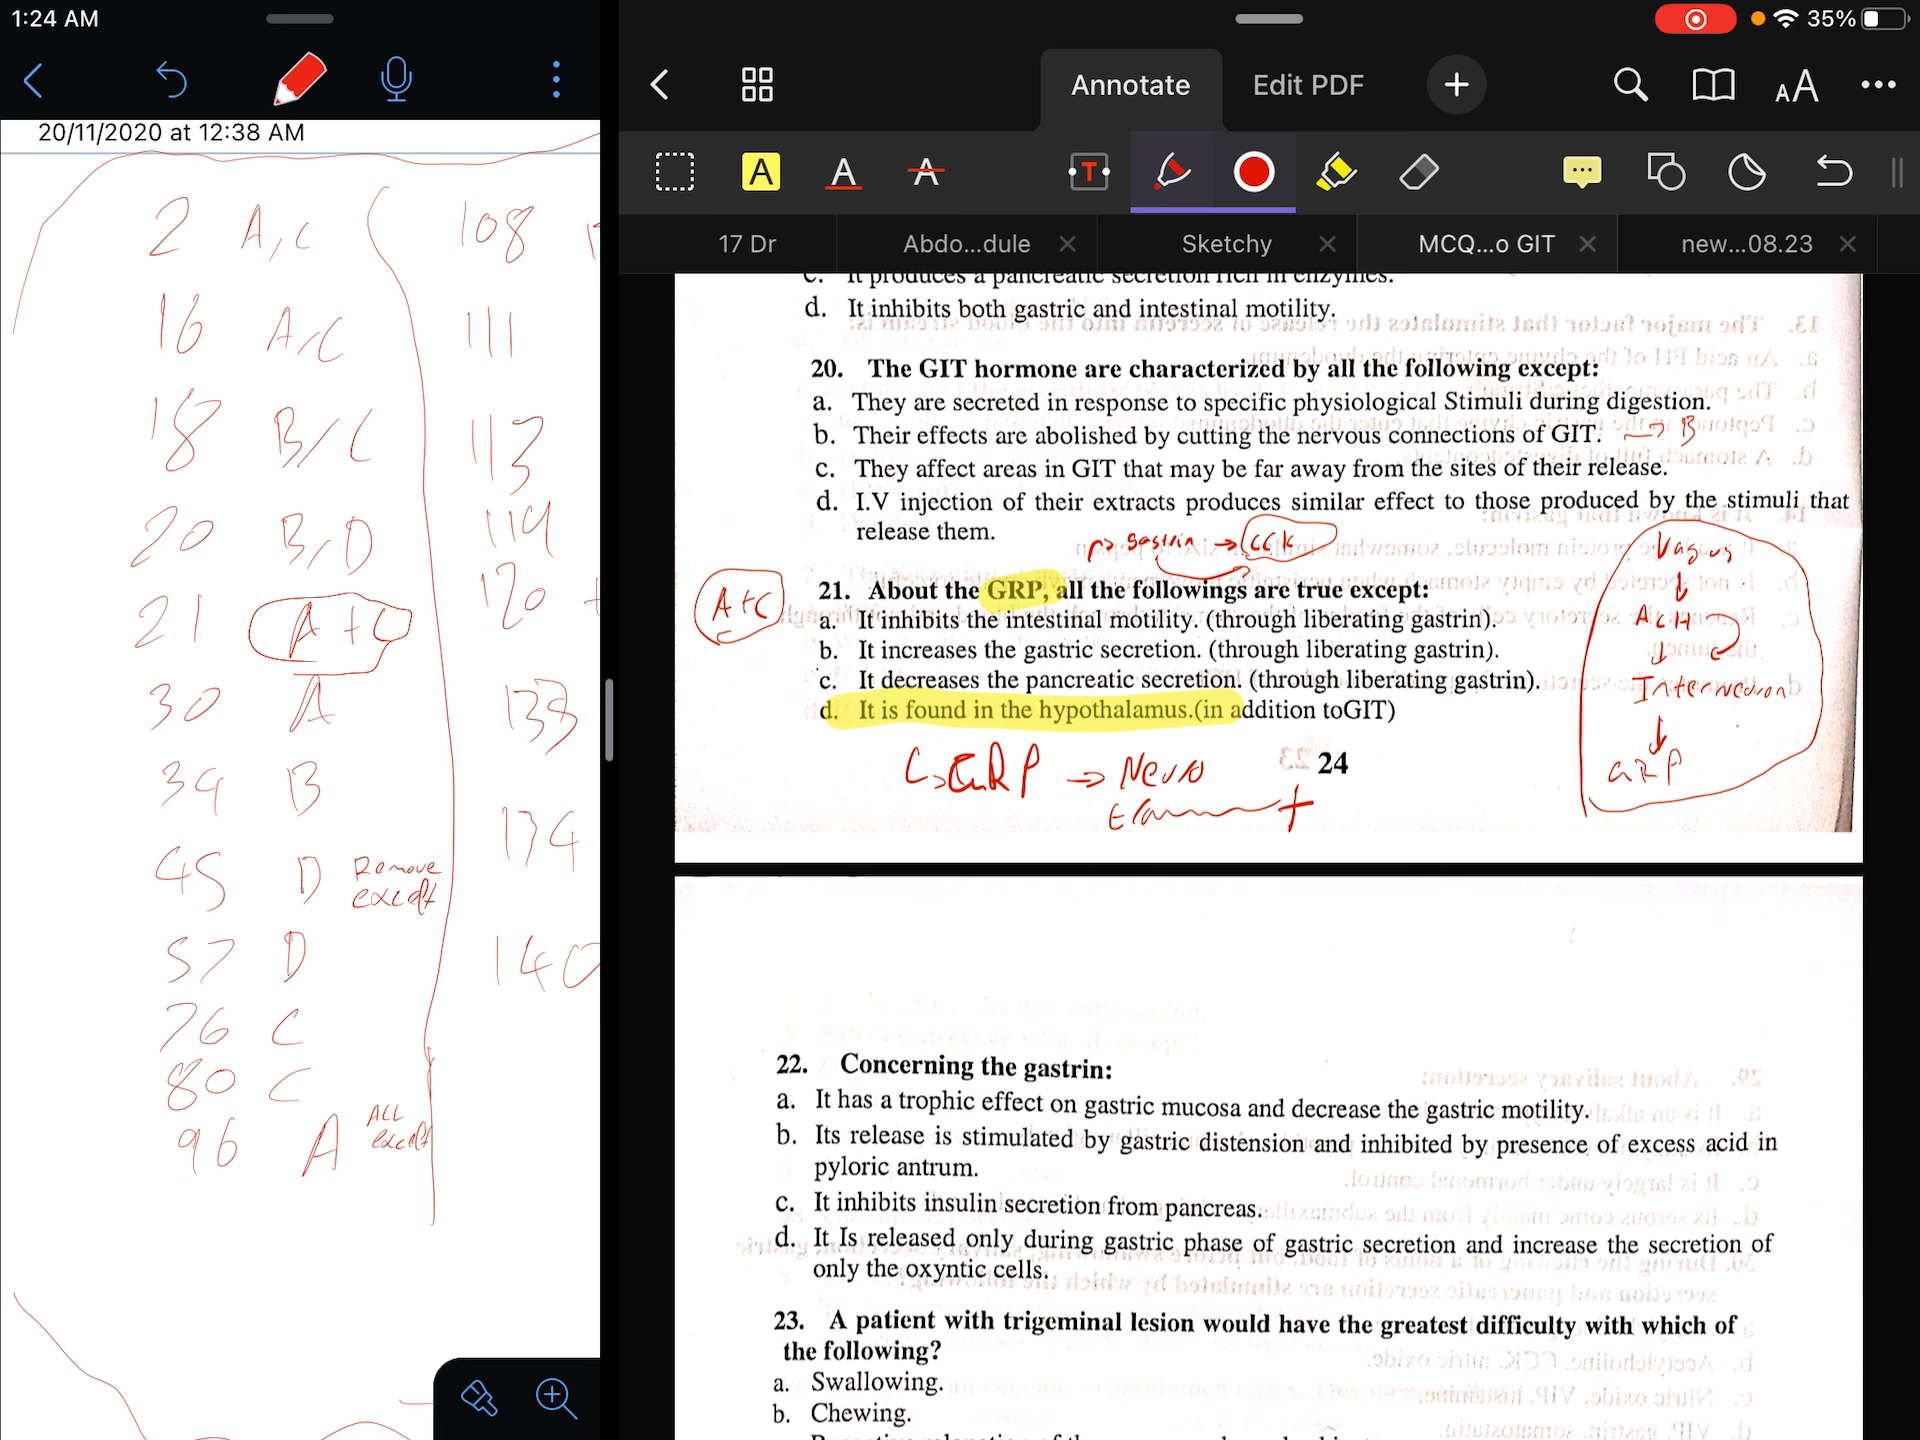 1:24 AM
35%
20/11/2020 at 12:38 AM
2 A,C
16 A/C
18 B/C
20 B/D
21 A+C
30 A
34 B
45 D Remove except
57 D
76 C
80 C
96 A ALL except
108
111
113
114
120 +
133
134
140
Annotate
Edit PDF
17 Dr
Abdo...dule
Sketchy
MCQ...o GIT
new...08.23
c. It produces a pancreatic secretion rich in enzymes.
d. It inhibits both gastric and intestinal motility.
20. The GIT hormone are characterized by all the following except:
a. They are secreted in response to specific physiological Stimuli during digestion.
b. Their effects are abolished by cutting the nervous connections of GIT. → B
c. They affect areas in GIT that may be far away from the sites of their release.
d. I.V injection of their extracts produces similar effect to those produced by the stimuli that
release them.
gastrin → CCK
A+C
21. About the GRP, all the followings are true except:
a. It inhibits the intestinal motility. (through liberating gastrin).
b. It increases the gastric secretion. (through liberating gastrin).
c. It decreases the pancreatic secretion. (through liberating gastrin).
d. It is found in the hypothalamus.(in addition toGIT)
Vagus
↓
ACH
↓
Interneuron
↓
GRP
GRP → Neuro
24
22. Concerning the gastrin:
a. It has a trophic effect on gastric mucosa and decrease the gastric motility.
b. Its release is stimulated by gastric distension and inhibited by presence of excess acid in
pyloric antrum.
c. It inhibits insulin secretion from pancreas.
d. It Is released only during gastric phase of gastric secretion and increase the secretion of
only the oxyntic cells.
23. A patient with trigeminal lesion would have the greatest difficulty with which of
the following?
a. Swallowing.
b. Chewing.